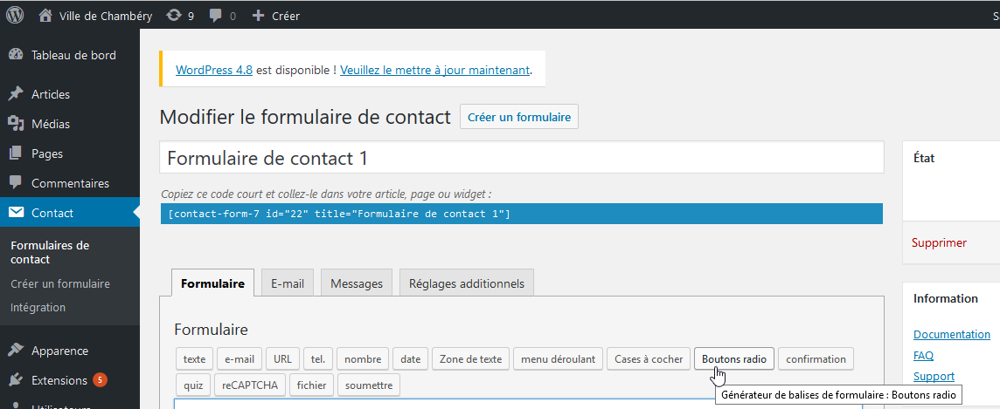 Ville de Chambéry 9 0 Créer
Tableau de bord
Articles
Médias
Pages
Commentaires
Contact
Formulaires de
contact
Créer un formulaire
Intégration
Apparence
Extensions 5
Utilisateurs
WordPress 4.8 est disponible ! Veuillez le mettre à jour maintenant.
Modifier le formulaire de contact Créer un formulaire
Formulaire de contact 1
Copiez ce code court et collez-le dans votre article, page ou widget :
[contact-form-7 id="22" title="Formulaire de contact 1"]
Formulaire E-mail Messages Réglages additionnels
Formulaire
texte e-mail URL tel. nombre date Zone de texte menu déroulant Cases à cocher Boutons radio confirmation
quiz reCAPTCHA fichier soumettre
Générateur de balises de formulaire : Boutons radio
État
Supprimer
Information
Documentation
FAQ
Support